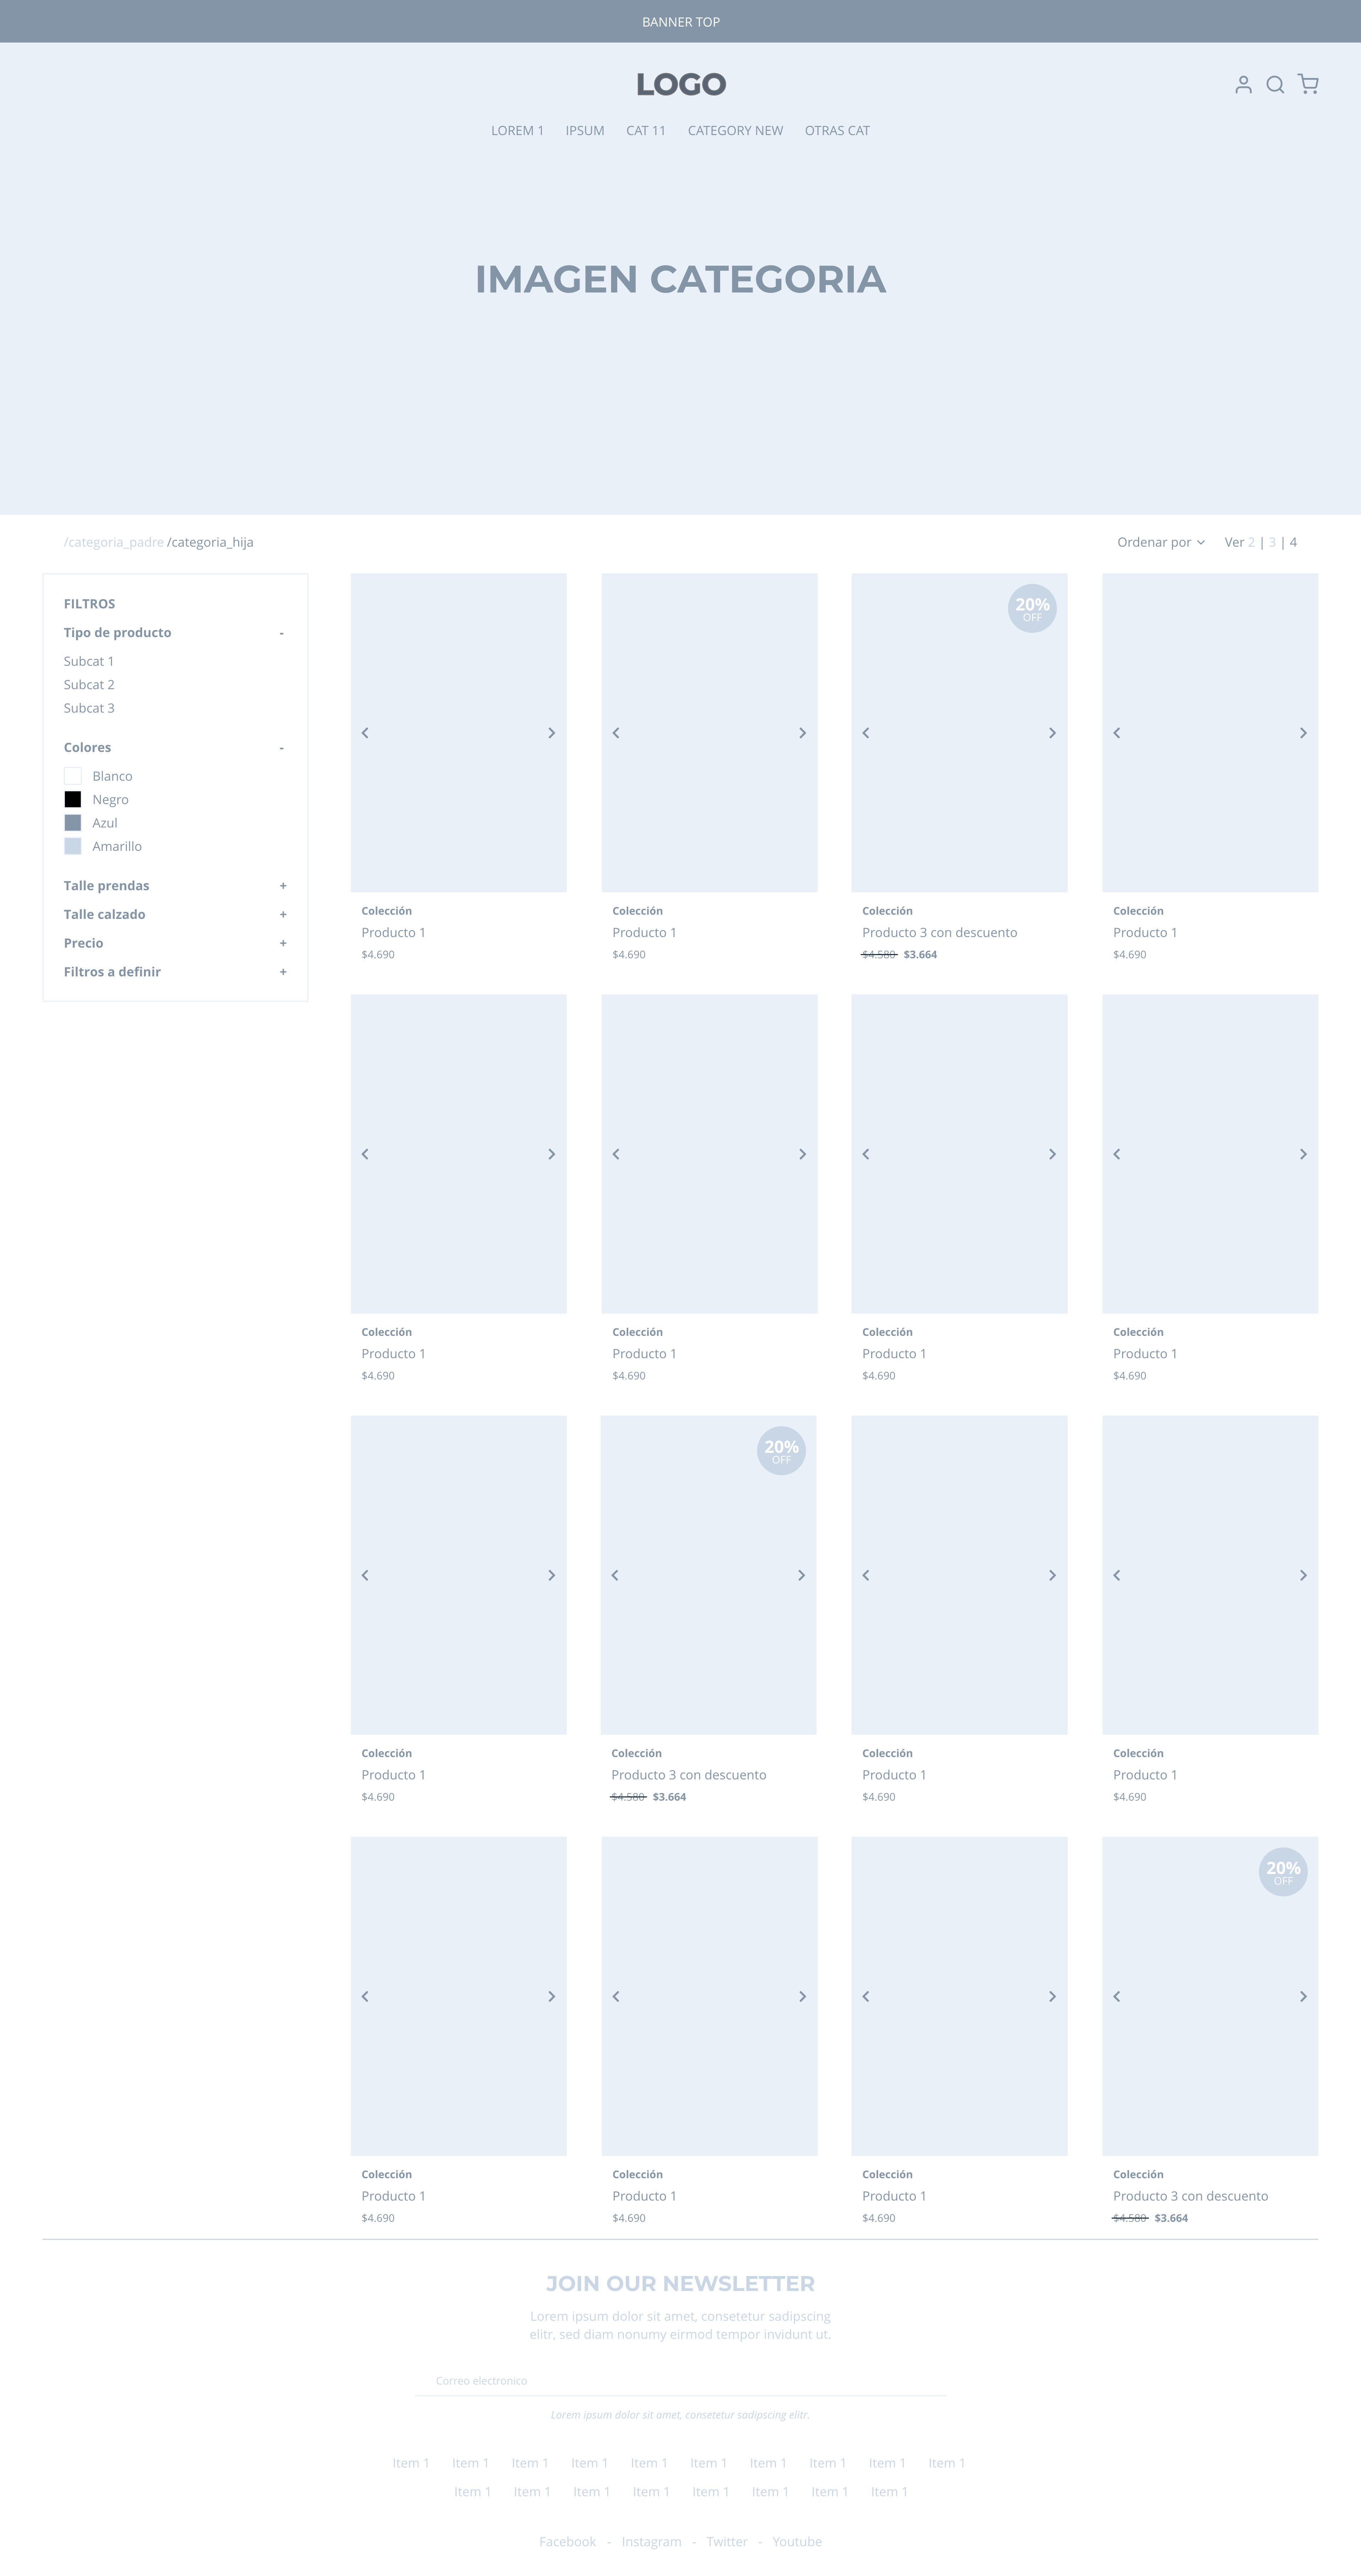 BANNER TOP
LOGO
LOREM 1 IPSUM CAT 11 CATEGORY NEW OTRAS CAT
IMAGEN CATEGORIA
/categoria_padre /categoria_hija
Ordenar por Ver 2 | 3 | 4
FILTROS
Tipo de producto -
Subcat 1
Subcat 2
Subcat 3
Colores -
Blanco
Negro
Azul
Amarillo
Talle prendas +
Talle calzado +
Precio +
Filtros a definir +
20%
OFF
Colección Colección Colección Colección
Producto 1 Producto 1 Producto 3 con descuento Producto 1
$4.690 $4.690 $4.580 $3.664 $4.690
Colección Colección Colección Colección
Producto 1 Producto 1 Producto 1 Producto 1
$4.690 $4.690 $4.690 $4.690
20%
OFF
Colección Colección Colección Colección
Producto 1 Producto 3 con descuento Producto 1 Producto 1
$4.690 $4.580 $3.664 $4.690 $4.690
20%
OFF
Colección Colección Colección Colección
Producto 1 Producto 1 Producto 1 Producto 3 con descuento
$4.690 $4.690 $4.690 $4.580 $3.664
JOIN OUR NEWSLETTER
Lorem ipsum dolor sit amet, consetetur sadipscing
elitr, sed diam nonumy eirmod tempor invidunt ut.
Correo electronico
Lorem ipsum dolor sit amet, consetetur sadipscing elitr.
Item 1 Item 1 Item 1 Item 1 Item 1 Item 1 Item 1 Item 1 Item 1 Item 1
Item 1 Item 1 Item 1 Item 1 Item 1 Item 1 Item 1 Item 1
Facebook - Instagram - Twitter - Youtube